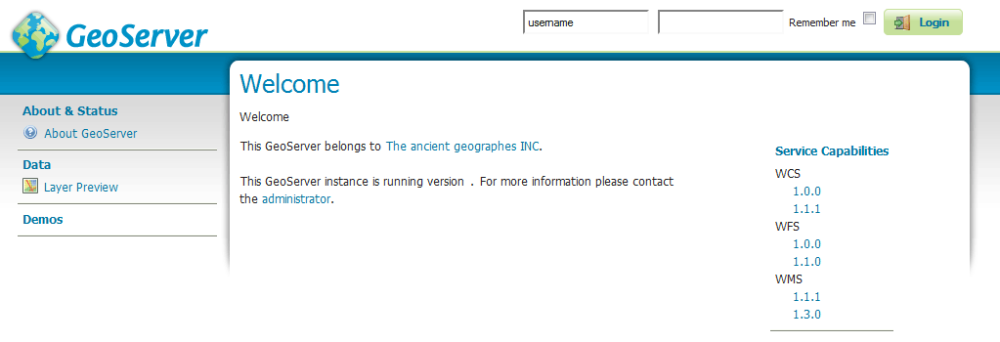 GeoServer
username
Remember me
Login
About & Status
About GeoServer
Data
Layer Preview
Demos
Welcome
Welcome
This GeoServer belongs to The ancient geographes INC.
This GeoServer instance is running version . For more information please contact
the administrator.
Service Capabilities
WCS
1.0.0
1.1.1
WFS
1.0.0
1.1.0
WMS
1.1.1
1.3.0